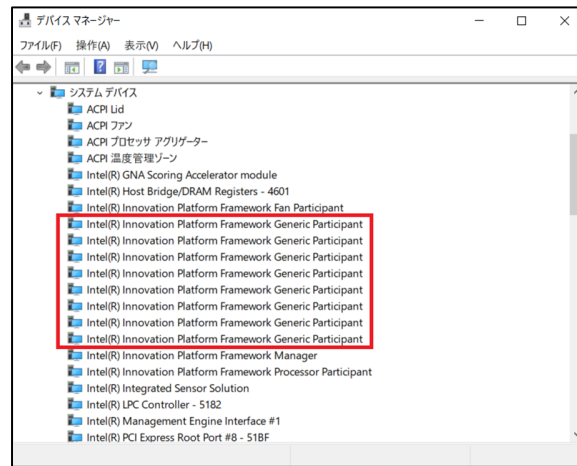 デバイス マネージャー
ファイル(F) 操作(A) 表示(V) ヘルプ(H)
システム デバイス
ACPI Lid
ACPI ファン
ACPI プロセッサ アグリゲーター
ACPI 温度管理ゾーン
Intel(R) GNA Scoring Accelerator module
Intel(R) Host Bridge/DRAM Registers - 4601
Intel(R) Innovation Platform Framework Fan Participant
Intel(R) Innovation Platform Framework Generic Participant
Intel(R) Innovation Platform Framework Generic Participant
Intel(R) Innovation Platform Framework Generic Participant
Intel(R) Innovation Platform Framework Generic Participant
Intel(R) Innovation Platform Framework Generic Participant
Intel(R) Innovation Platform Framework Generic Participant
Intel(R) Innovation Platform Framework Generic Participant
Intel(R) Innovation Platform Framework Generic Participant
Intel(R) Innovation Platform Framework Manager
Intel(R) Innovation Platform Framework Processor Participant
Intel(R) Integrated Sensor Solution
Intel(R) LPC Controller - 5182
Intel(R) Management Engine Interface #1
Intel(R) PCI Express Root Port #8 - 51BF